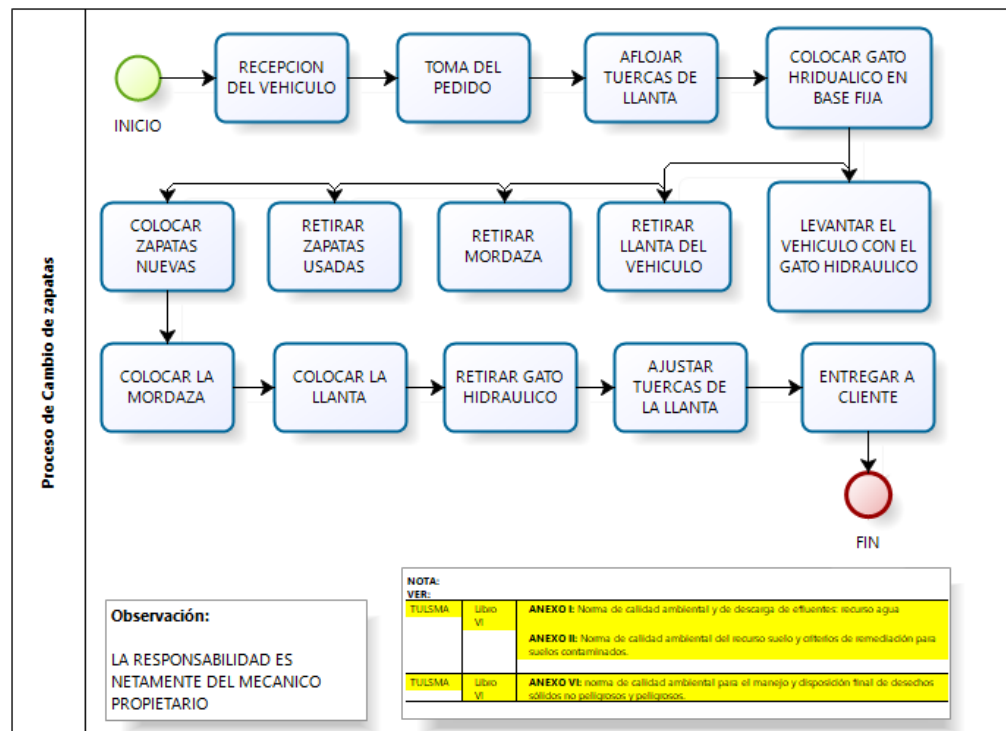 Proceso de Cambio de zapatas
INICIO
RECEPCION
DEL VEHICULO
TOMA DEL
PEDIDO
AFLOJAR
TUERCAS DE
LLANTA
COLOCAR GATO
HRIDUALICO EN
BASE FIJA
COLOCAR
ZAPATAS
NUEVAS
RETIRAR
ZAPATAS
USADAS
RETIRAR
MORDAZA
RETIRAR
LLANTA DEL
VEHICULO
LEVANTAR EL
VEHICULO CON EL
GATO HIDRAULICO
COLOCAR LA
MORDAZA
COLOCAR LA
LLANTA
RETIRAR GATO
HIDRAULICO
AJUSTAR
TUERCAS DE
LA LLANTA
ENTREGAR A
CLIENTE
FIN
Observación:
LA RESPONSABILIDAD ES
NETAMENTE DEL MECANICO
PROPIETARIO
NOTA:
VER:
TULSMA
Libro
VI
ANEXO I: Norma de calidad ambiental y de descarga de efluentes: recurso agua
ANEXO II: Norma de calidad ambiental del recurso suelo y criterios de remediación para
suelos contaminados.
TULSMA
Libro
VI
ANEXO VI: norma de calidad ambiental para el manejo y disposición final de desechos
sólidos no peligrosos y peligrosos.